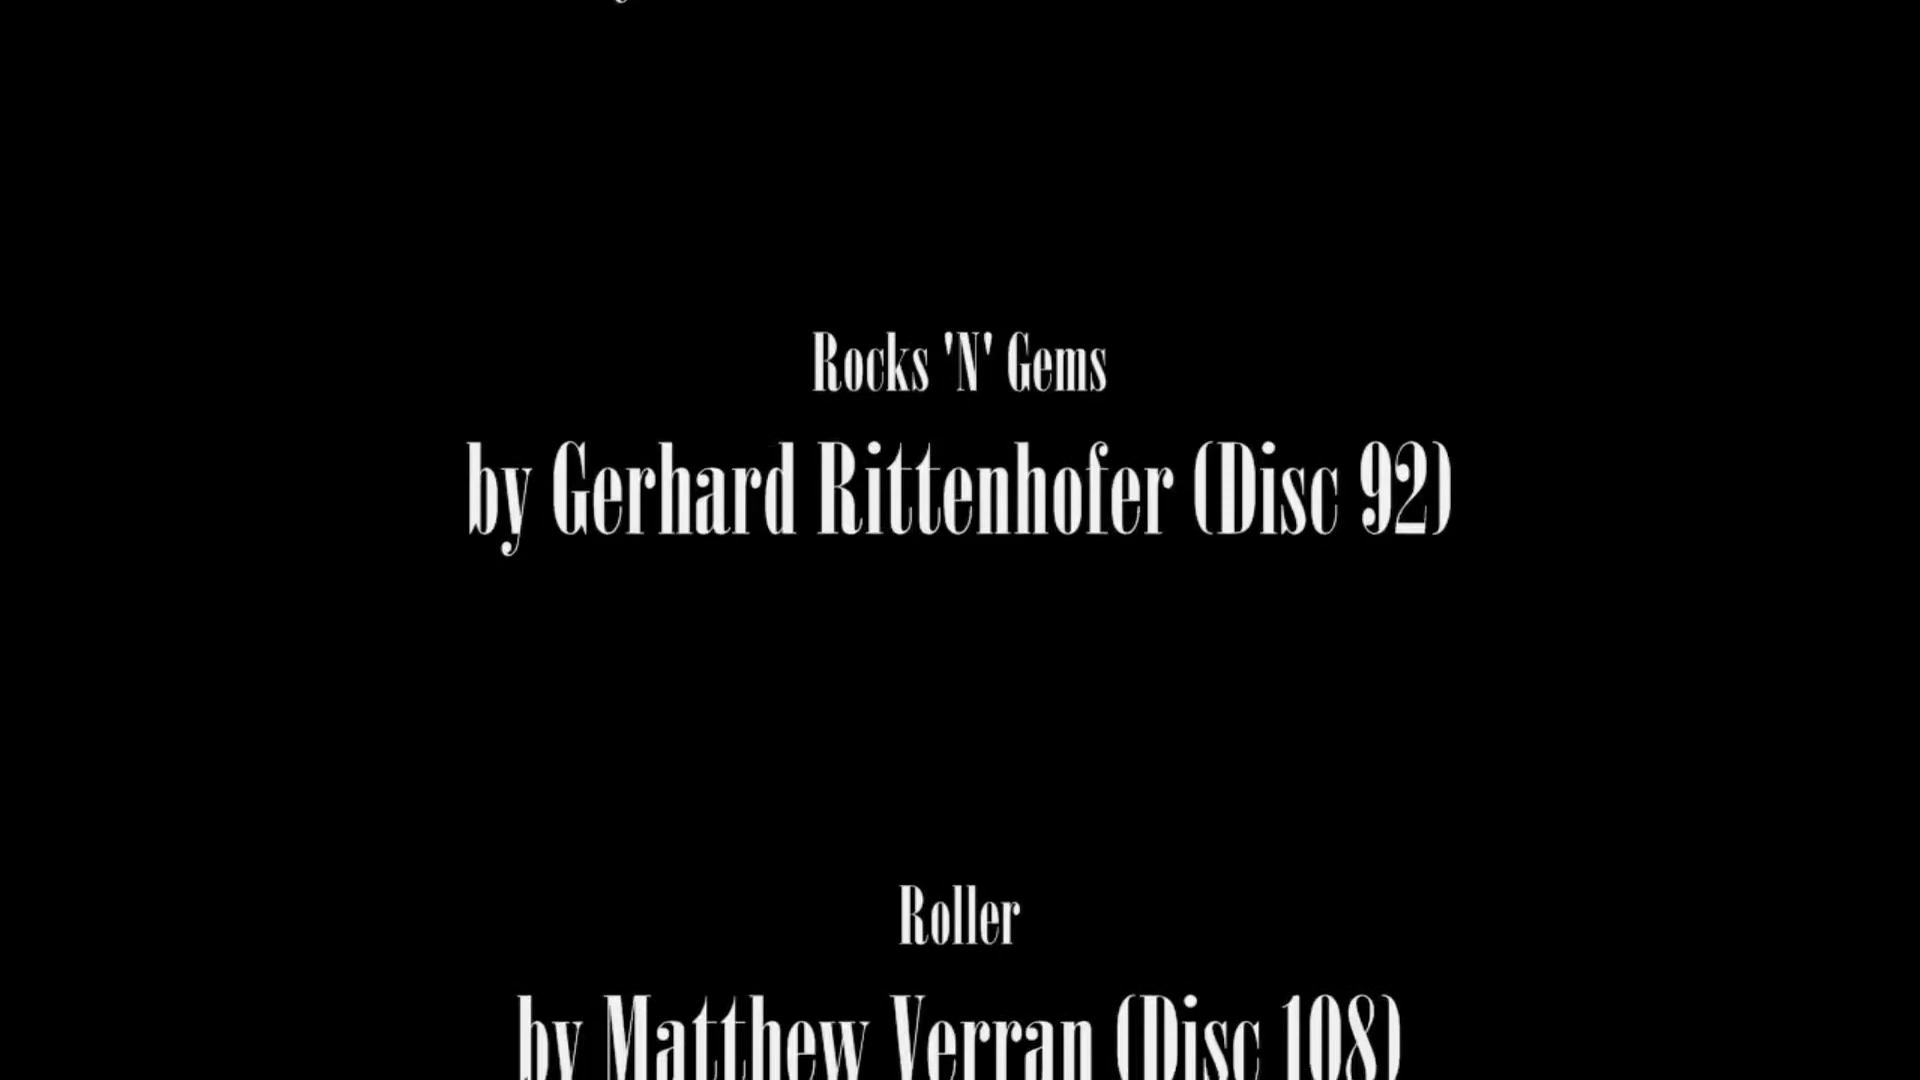 Rocks 'N' Gems
by Gerhard Rittenhofer (Disc 92)
Roller
by Matthew Verran (Disc 108)